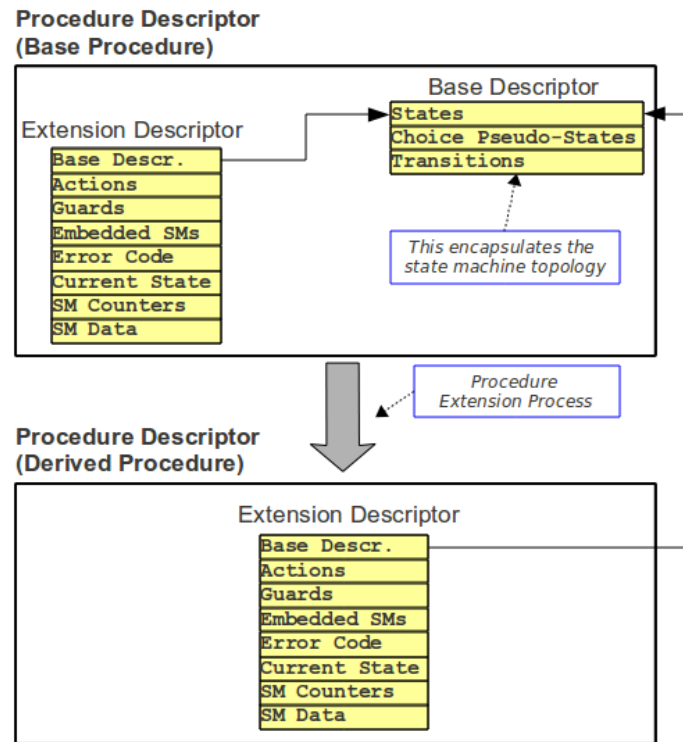 Procedure Descriptor
(Base Procedure)
Base Descriptor
States
Choice Pseudo-States
Transitions
Extension Descriptor
Base Descr.
Actions
Guards
Embedded SMs
Error Code
Current State
SM Counters
SM Data
This encapsulates the
state machine topology
Procedure
Extension Process
Procedure Descriptor
(Derived Procedure)
Extension Descriptor
Base Descr.
Actions
Guards
Embedded SMs
Error Code
Current State
SM Counters
SM Data